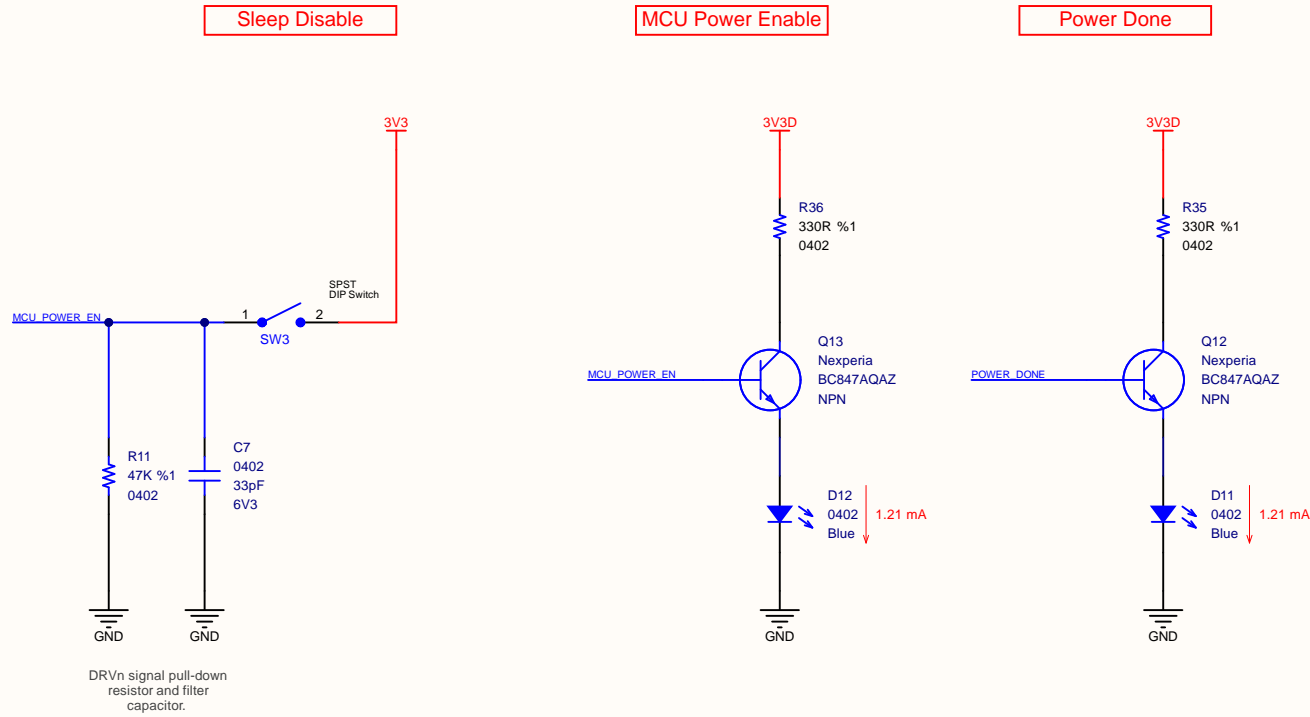 Sleep Disable
MCU Power Enable
Power Done
3V3
SPST
DIP Switch
MCU_POWER_EN
1
2
SW3
R11
47K %1
0402
C7
0402
33pF
6V3
GND
GND
DRVn signal pull-down
resistor and filter
capacitor.
3V3D
R36
330R %1
0402
Q13
Nexperia
BC847AQAZ
NPN
MCU_POWER_EN
D12
0402
Blue
1.21 mA
GND
3V3D
R35
330R %1
0402
Q12
Nexperia
BC847AQAZ
NPN
POWER_DONE
D11
0402
Blue
1.21 mA
GND